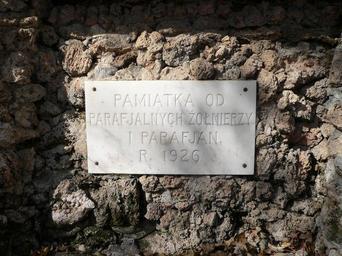 PAMIATKA OD
PARAFJALNYCH ŻOŁNIERZY
I PARAFJAN.
R. 1926